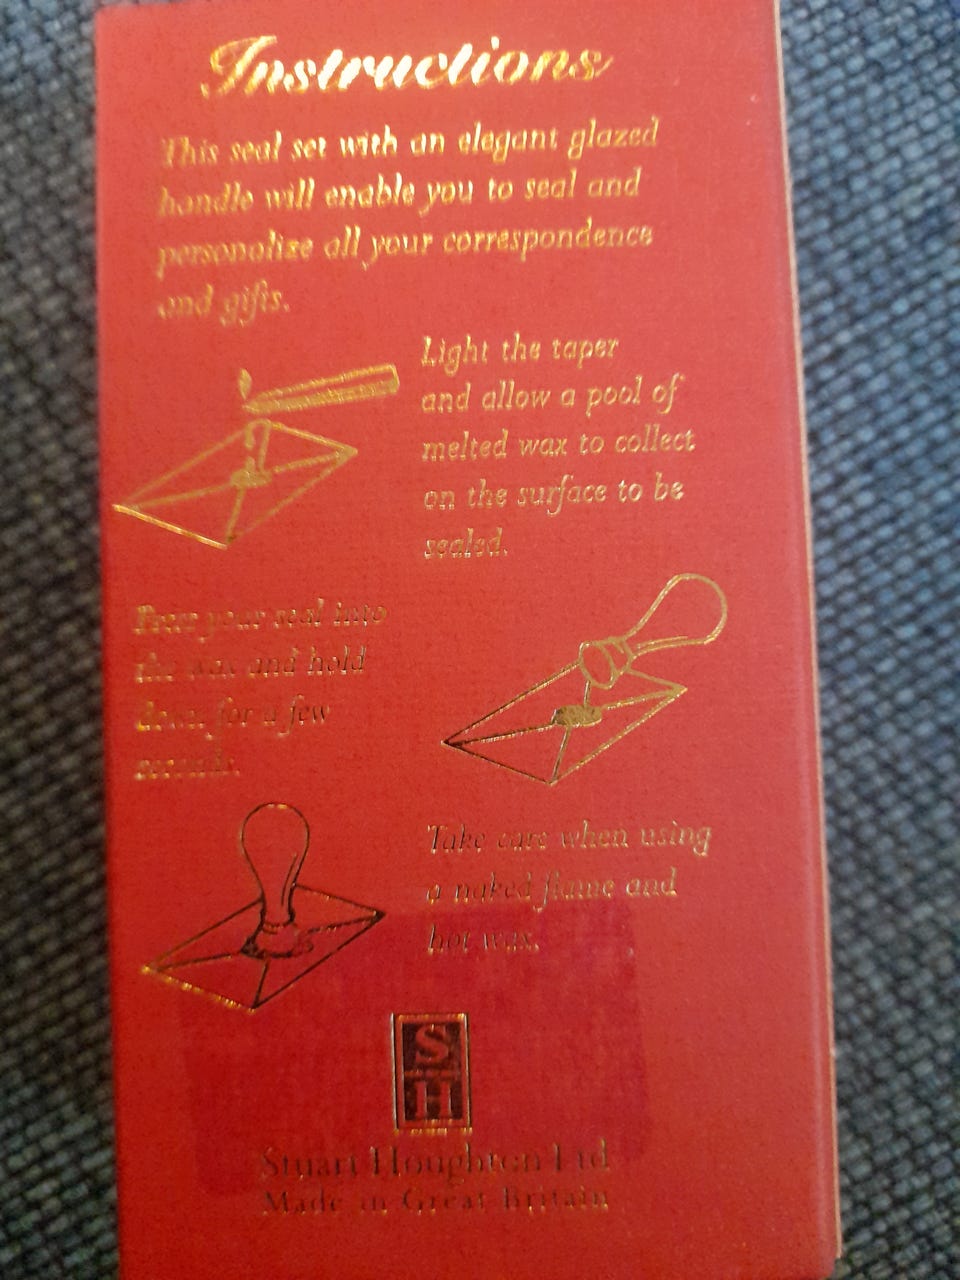 Instructions
This seal set with an elegant glazed
handle will enable you to seal and
personalize all your correspondence
and gifts.
Light the taper
and allow a pool of
melted wax to collect
on the surface to be
sealed.
Press your seal into
the wax and hold
down for a few
seconds.
Take care when using
a naked flame and
hot wax.
S
H
Stuart Houghton Ltd
Made in Great Britain